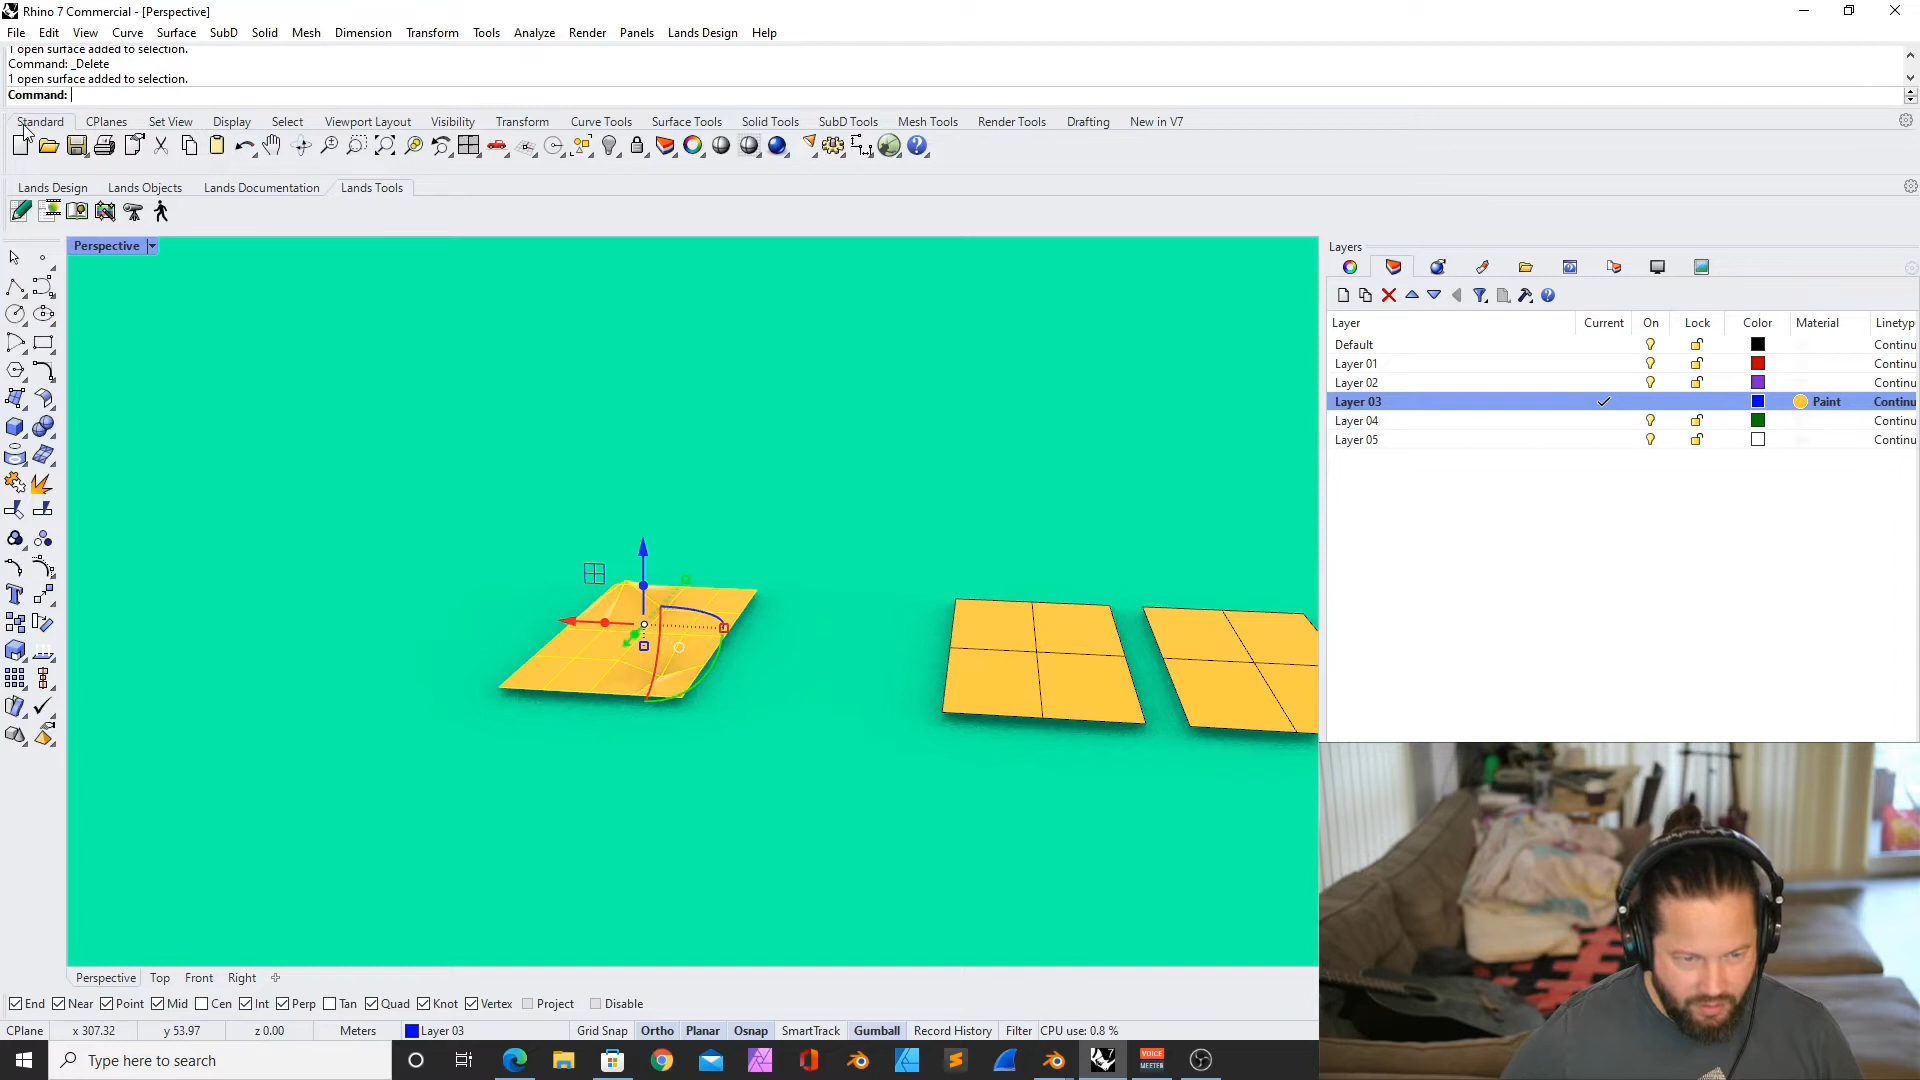 Rhino 7 Commercial - [Perspective]
File Edit View Curve Surface SubD Solid Mesh Dimension Transform Tools Analyze Render Panels Lands Design Help
1 open surface added to selection.
Command: _Delete
1 open surface added to selection.
Command:
Standard CPlanes Set View Display Select Viewport Layout Visibility Transform Curve Tools Surface Tools Solid Tools SubD Tools Mesh Tools Render Tools Drafting New in V7
Lands Design Lands Objects Lands Documentation Lands Tools
Perspective
Layers
Layer Current On Lock Color Material Linetyp
Default Continu
Layer 01 Continu
Layer 02 Continu
Layer 03 Paint Continu
Layer 04 Continu
Layer 05 Continu
Perspective Top Front Right
End Near Point Mid Cen Int Perp Tan Quad Knot Vertex Project Disable
CPlane x 307.32 y 53.97 z 0.00 Meters Layer 03 Grid Snap Ortho Planar Osnap SmartTrack Gumball Record History Filter CPU use: 0.8 %
Type here to search
VOICE
MEETER